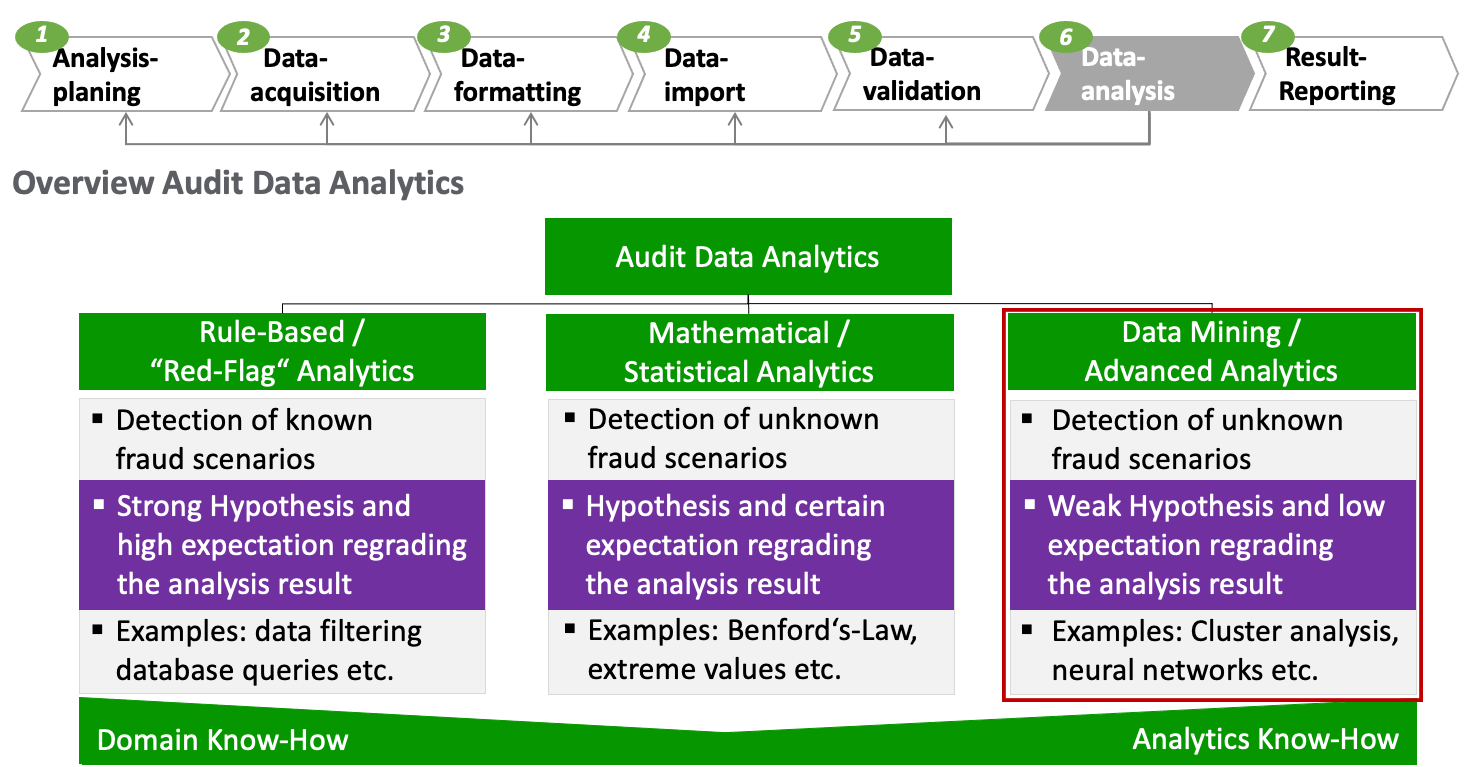 1
Analysis-
planing
2
Data-
acquisition
3
Data-
formatting
4
Data-
import
5
Data-
validation
6
Data-
analysis
7
Result-
Reporting
Overview Audit Data Analytics
Audit Data Analytics
Rule-Based /
“Red-Flag“ Analytics
▪ Detection of known
fraud scenarios
▪ Strong Hypothesis and
high expectation regrading
the analysis result
▪ Examples: data filtering
database queries etc.
Mathematical /
Statistical Analytics
▪ Detection of unknown
fraud scenarios
▪ Hypothesis and certain
expectation regrading
the analysis result
▪ Examples: Benford‘s-Law,
extreme values etc.
Data Mining /
Advanced Analytics
▪ Detection of unknown
fraud scenarios
▪ Weak Hypothesis and low
expectation regrading
the analysis result
▪ Examples: Cluster analysis,
neural networks etc.
Domain Know-How
Analytics Know-How